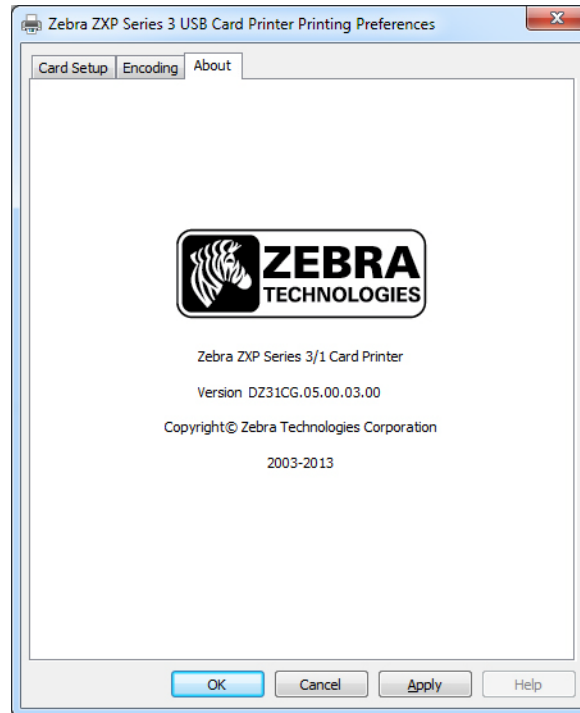 Zebra ZXP Series 3 USB Card Printer Printing Preferences
Card Setup Encoding About
ZEBRA
TECHNOLOGIES
Zebra ZXP Series 3/1 Card Printer
Version DZ31CG.05.00.03.00
Copyright© Zebra Technologies Corporation
2003-2013
OK Cancel Apply Help